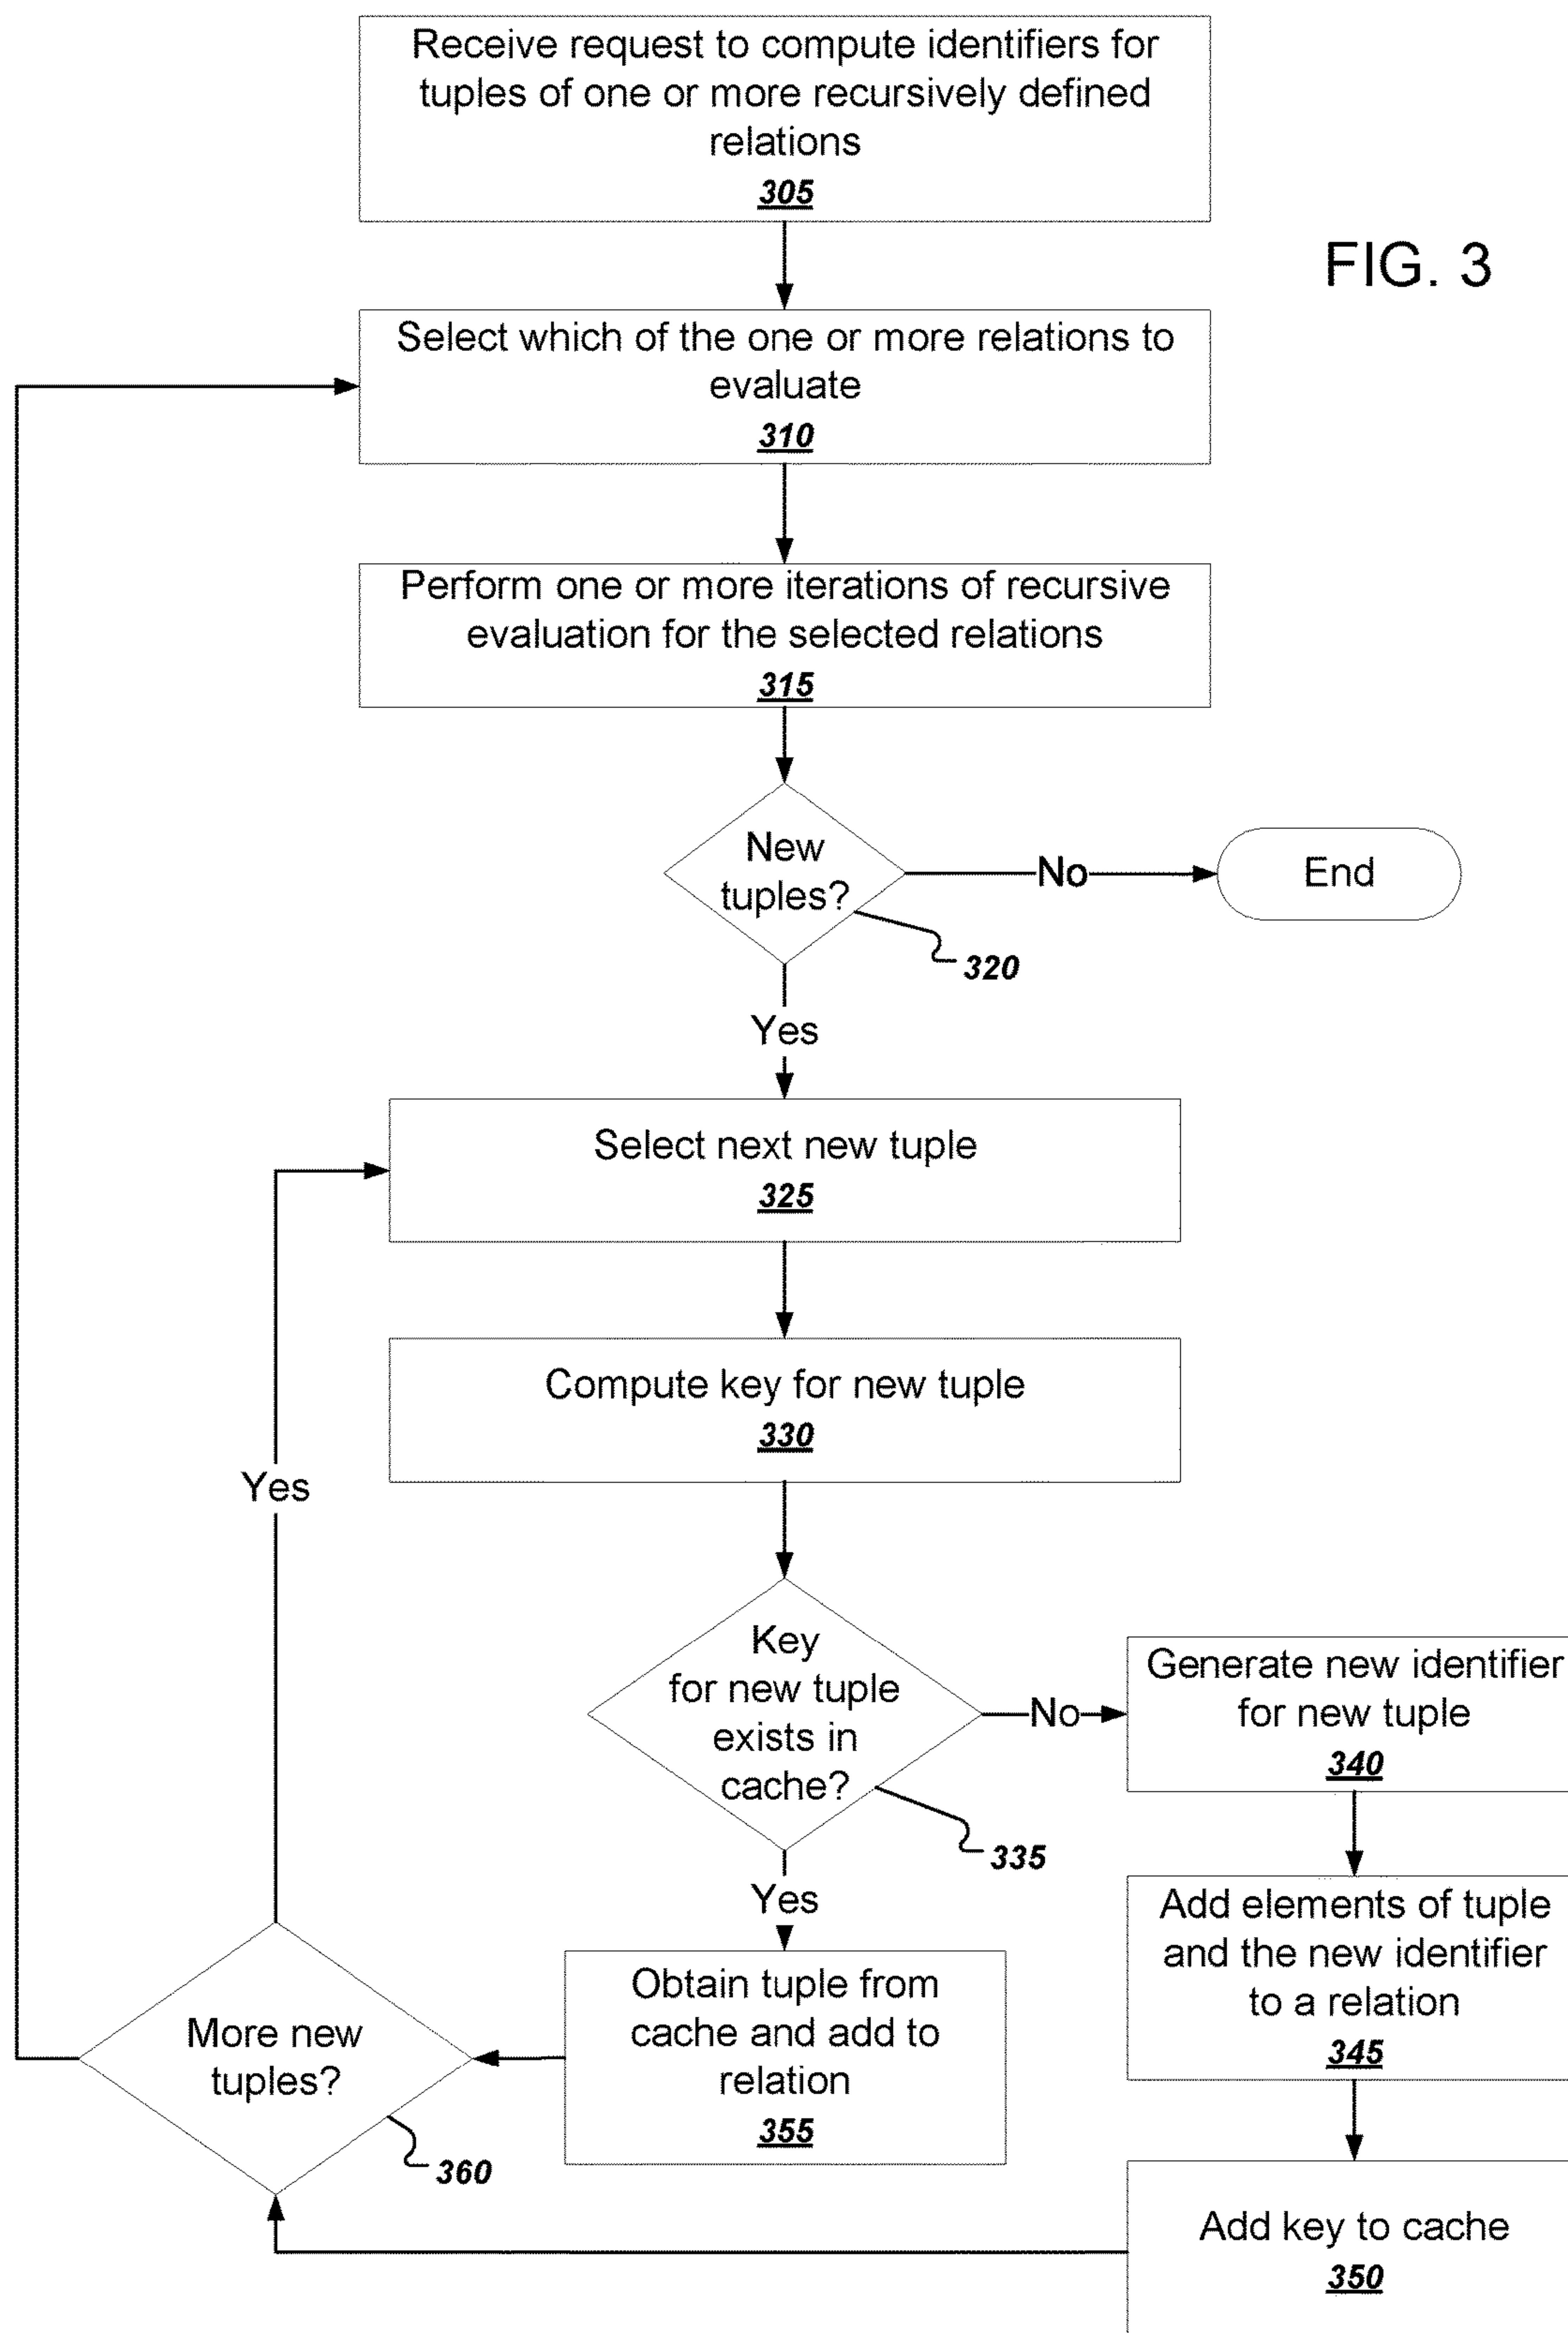 Receive request to compute identifiers for
tuples of one or more recursively defined
relations
305
FIG. 3
Select which of the one or more relations to
evaluate
310
Perform one or more iterations of recursive
evaluation for the selected relations
315
New
tuples?
No
End
320
Yes
Select next new tuple
325
Compute key for new tuple
330
Yes
Key
for new tuple
exists in
cache?
No
Generate new identifier
for new tuple
340
335
Yes
Add elements of tuple
and the new identifier
to a relation
345
Obtain tuple from
cache and add to
relation
355
More new
tuples?
360
Add key to cache
350